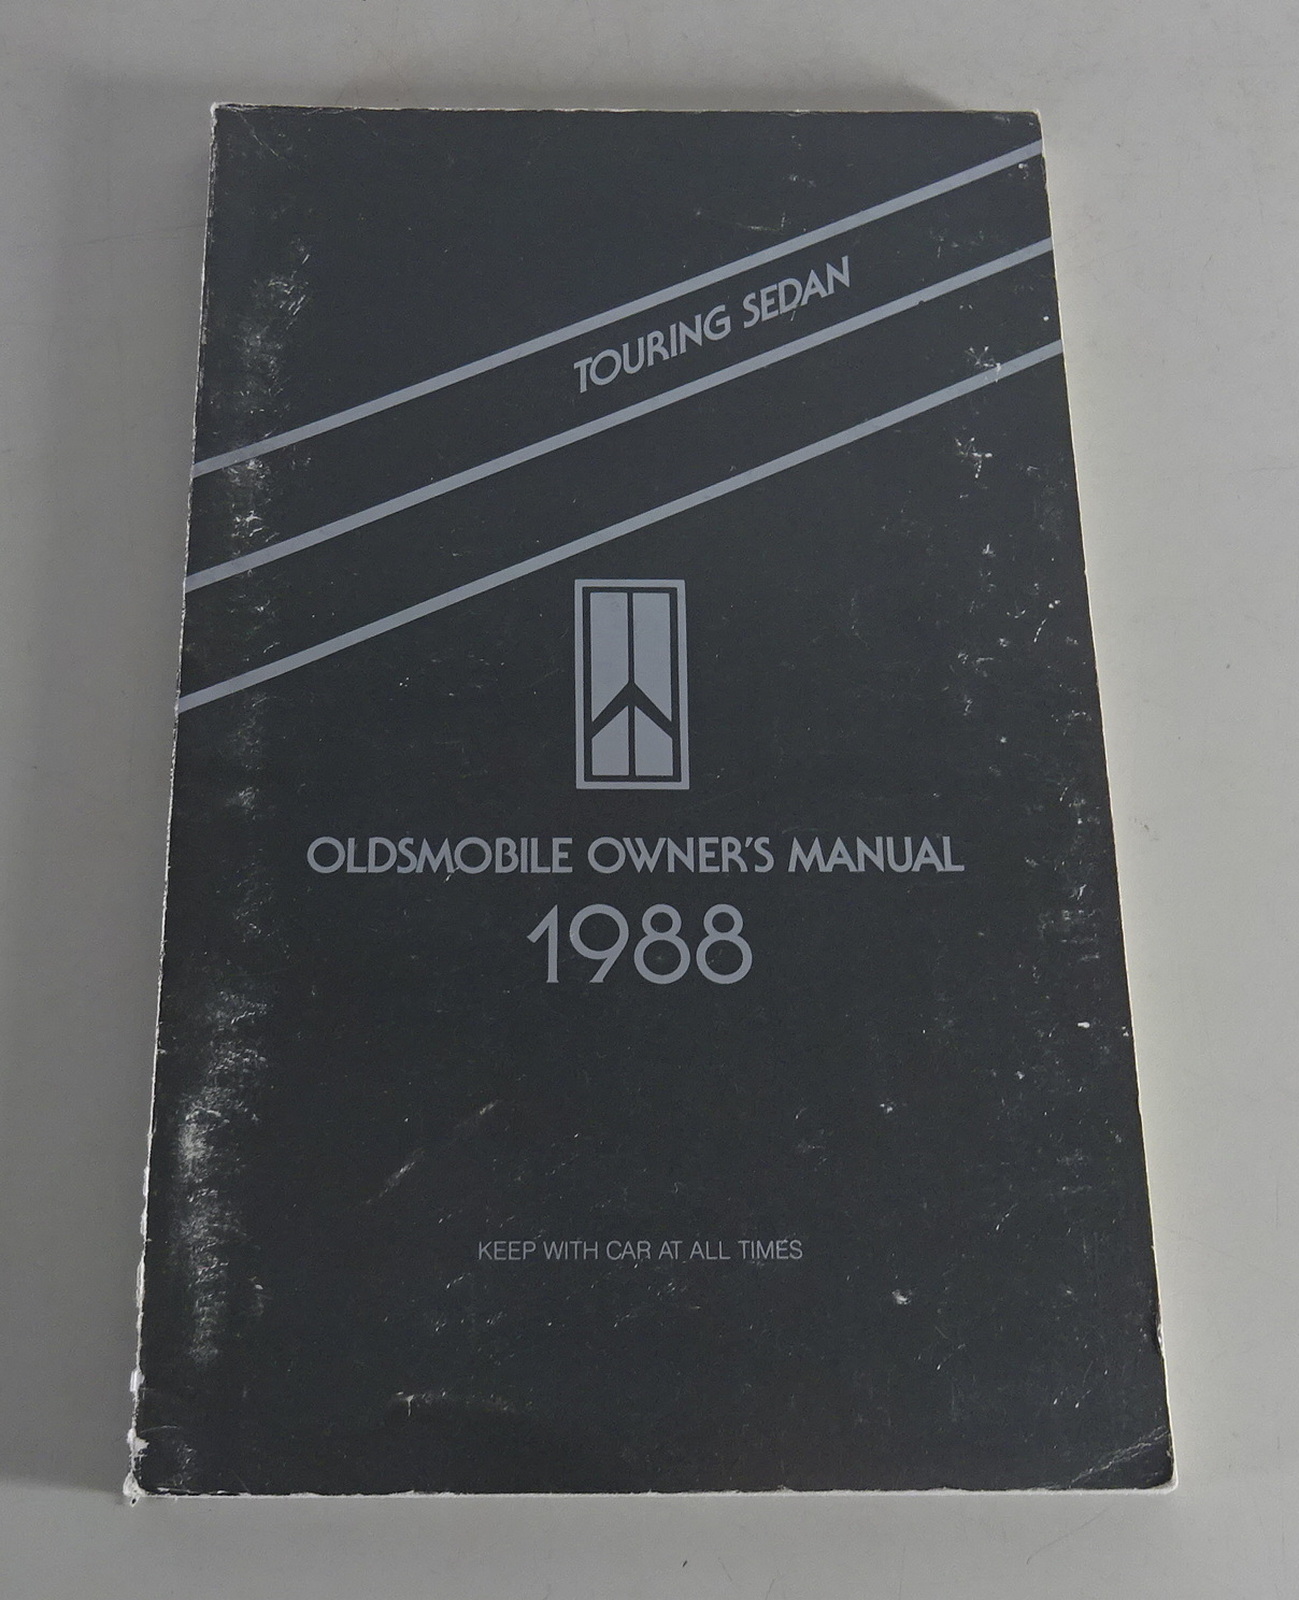 TOURING SEDAN
OLDSMOBILE OWNER'S MANUAL
1988
KEEP WITH CAR AT ALL TIMES